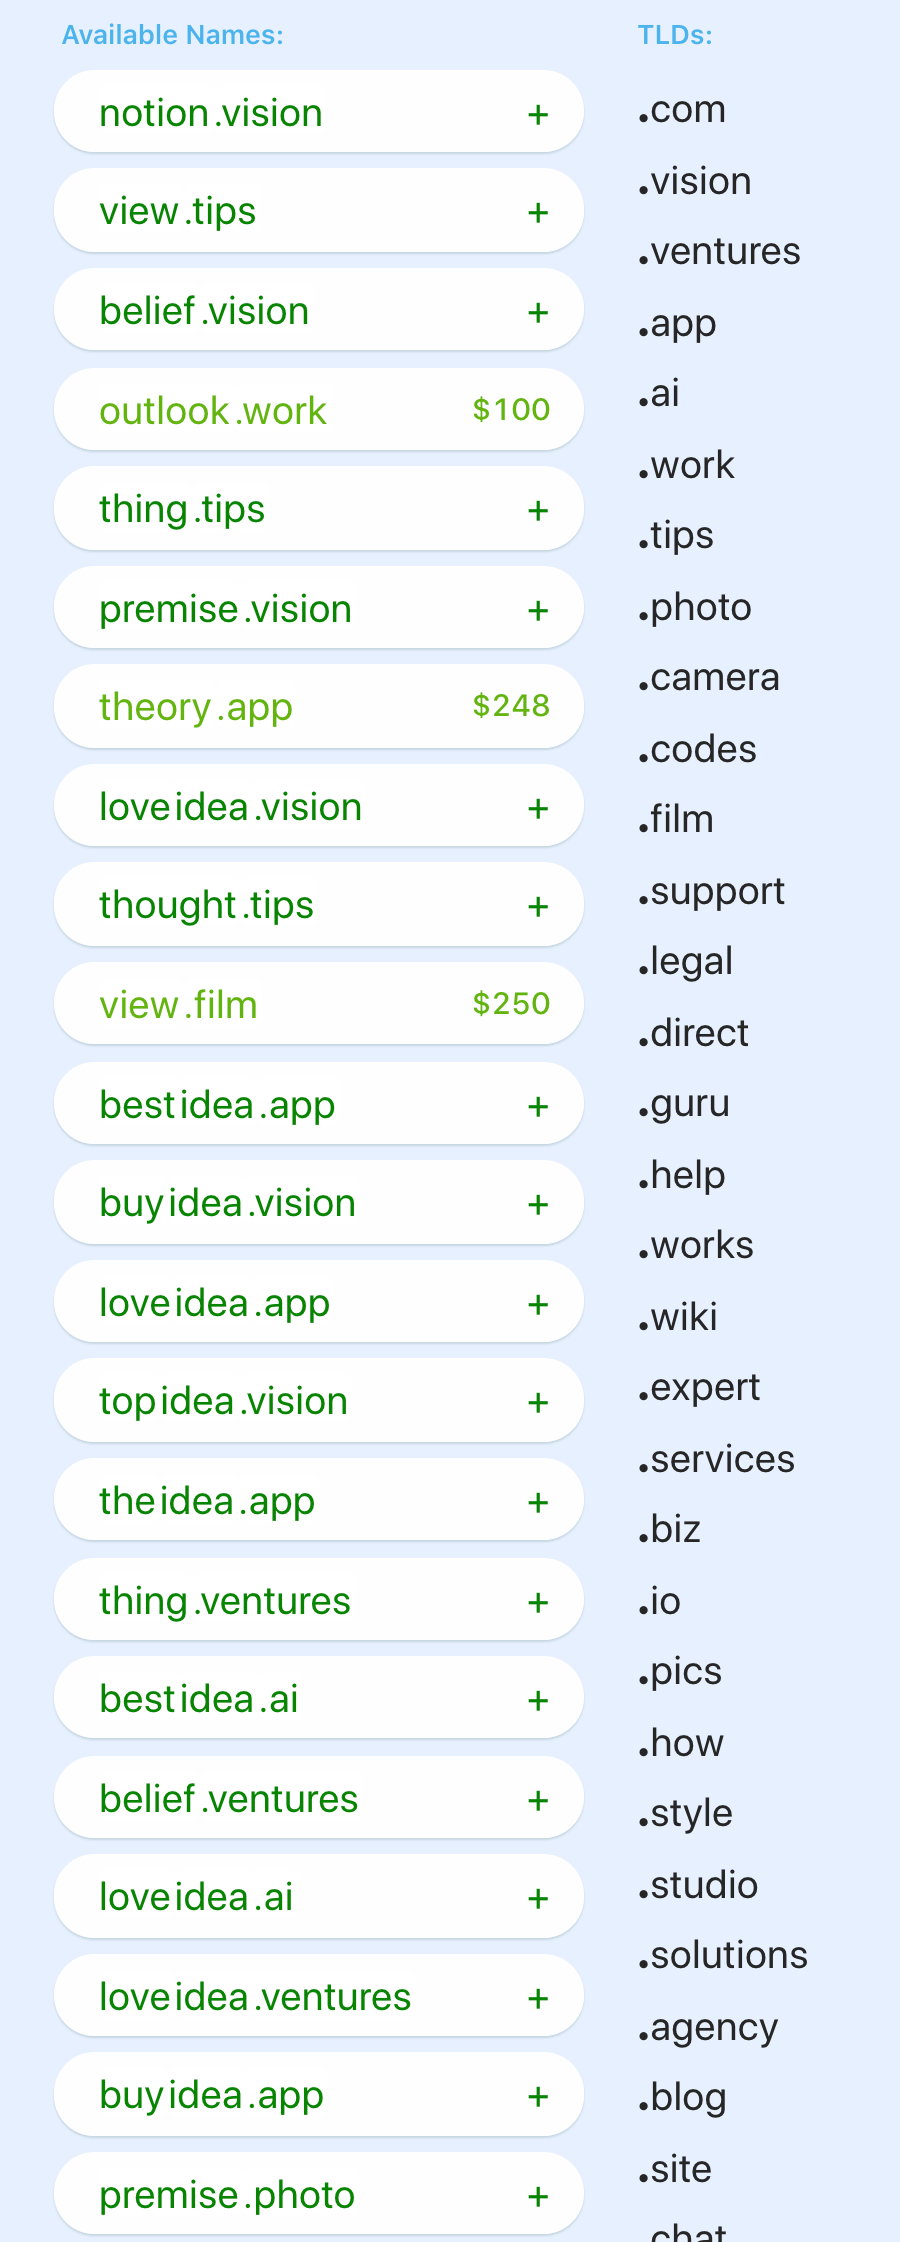 Available Names:
notion.vision +
view.tips +
belief.vision +
outlook.work $100
thing.tips +
premise.vision +
theory.app $248
loveidea.vision +
thought.tips +
view.film $250
bestidea.app +
buyidea.vision +
loveidea.app +
topidea.vision +
theidea.app +
thing.ventures +
bestidea.ai +
belief.ventures +
loveidea.ai +
loveidea.ventures +
buyidea.app +
premise.photo +
TLDs:
.com
.vision
.ventures
.app
.ai
.work
.tips
.photo
.camera
.codes
.film
.support
.legal
.direct
.guru
.help
.works
.wiki
.expert
.services
.biz
.io
.pics
.how
.style
.studio
.solutions
.agency
.blog
.site
.chat